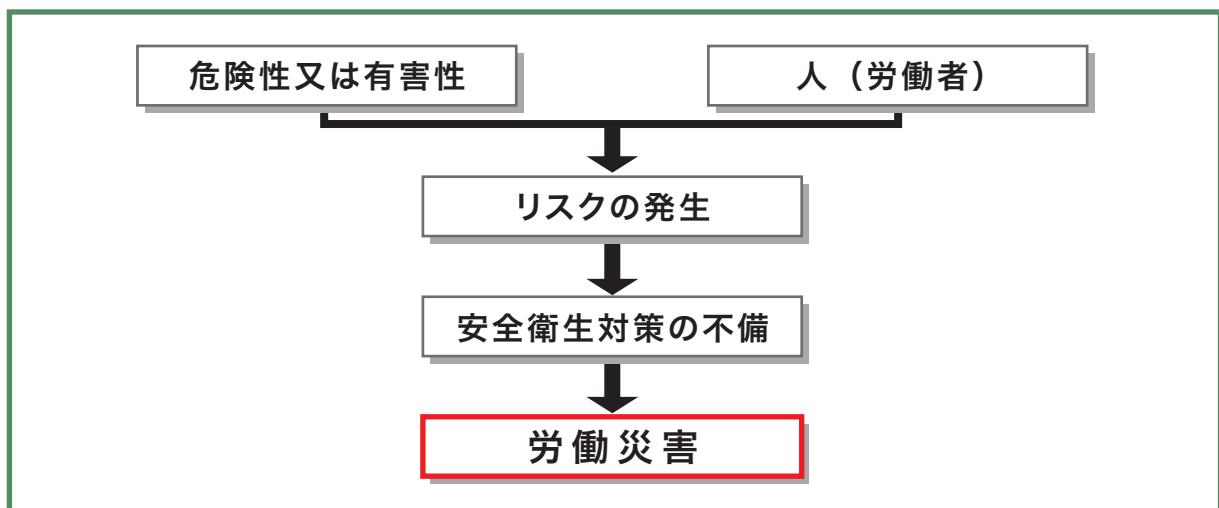 危険性又は有害性
人（労働者）
リスクの発生
安全衛生対策の不備
労働災害